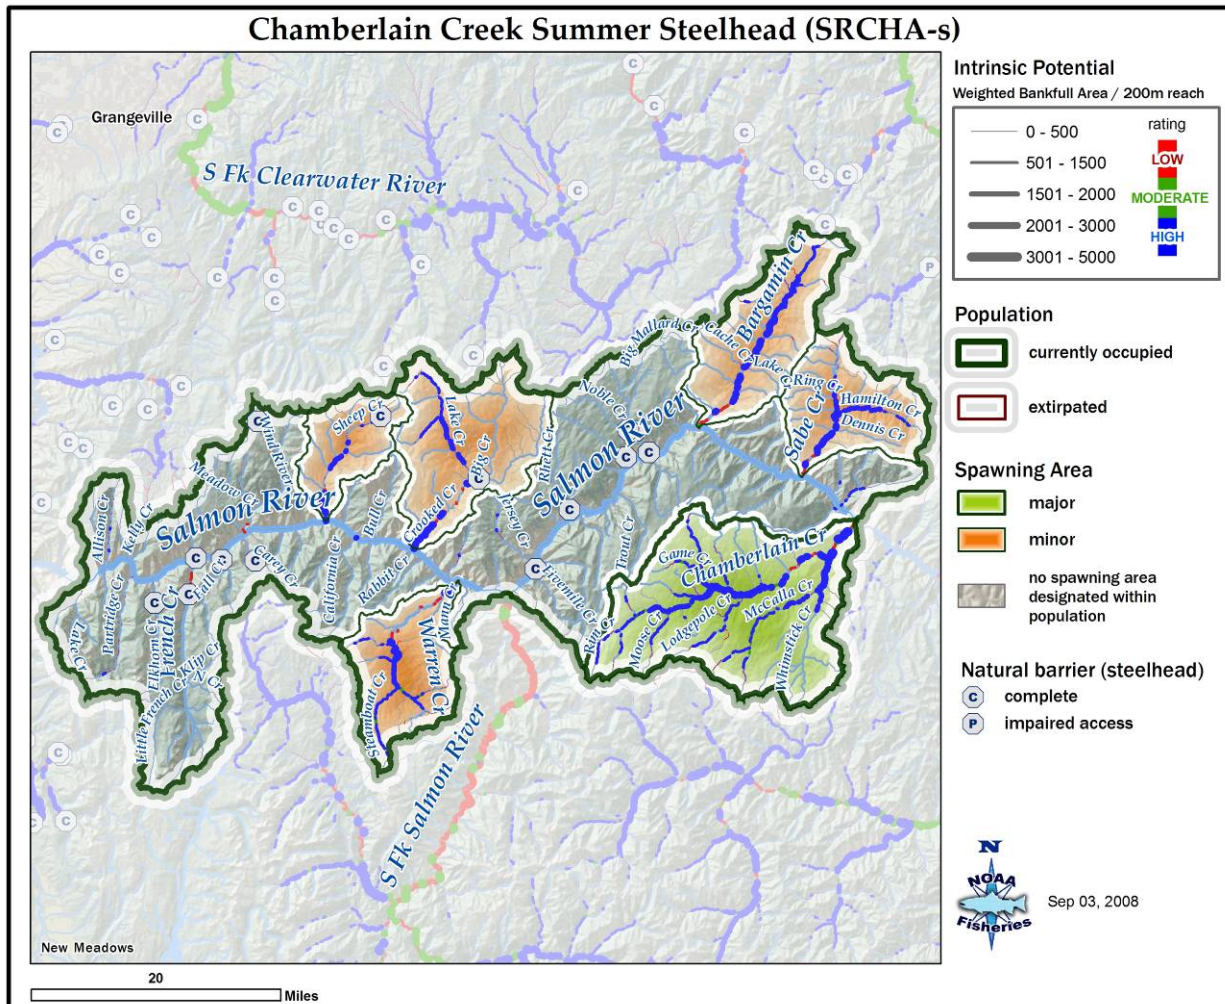 Chamberlain Creek Summer Steelhead (SRCHA-s)
Grangeville
S Fk Clearwater River
Bargamin Cr
Big Mallard Cr
Cache Cr
Lake Cr
Ring Cr
Hamilton Cr
Dennis Cr
Sabe Cr
Noble Cr
Salmon River
Sheep Cr
Lake Cr
Big Cr
Rhett Cr
Wind River
Meadow Cr
Salmon River
Bull Cr
Crooked Cr
Jersey Cr
Allison Cr
Kelly Cr
Carey Cr
California Cr
Rabbit Cr
Fivemile Cr
Trout Cr
Game Cr
Chamberlain Cr
Partridge Cr
Fall Cr
French Cr
Elkhorn Cr
Lake Cr
Klip Cr
Little French Cr
N Cr
Mann Cr
Warren Cr
Steamboat Cr
Rim Cr
Moose Cr
Lodgepole Cr
McCalla Cr
Whimstick Cr
S Fk Salmon River
New Meadows
20
Miles
Intrinsic Potential
Weighted Bankfull Area / 200m reach
rating
0 - 500
501 - 1500
1501 - 2000
2001 - 3000
3001 - 5000
LOW
MODERATE
HIGH
Population
currently occupied
extirpated
Spawning Area
major
minor
no spawning area
designated within
population
Natural barrier (steelhead)
C complete
P impaired access
N
NOAA
Fisheries
Sep 03, 2008